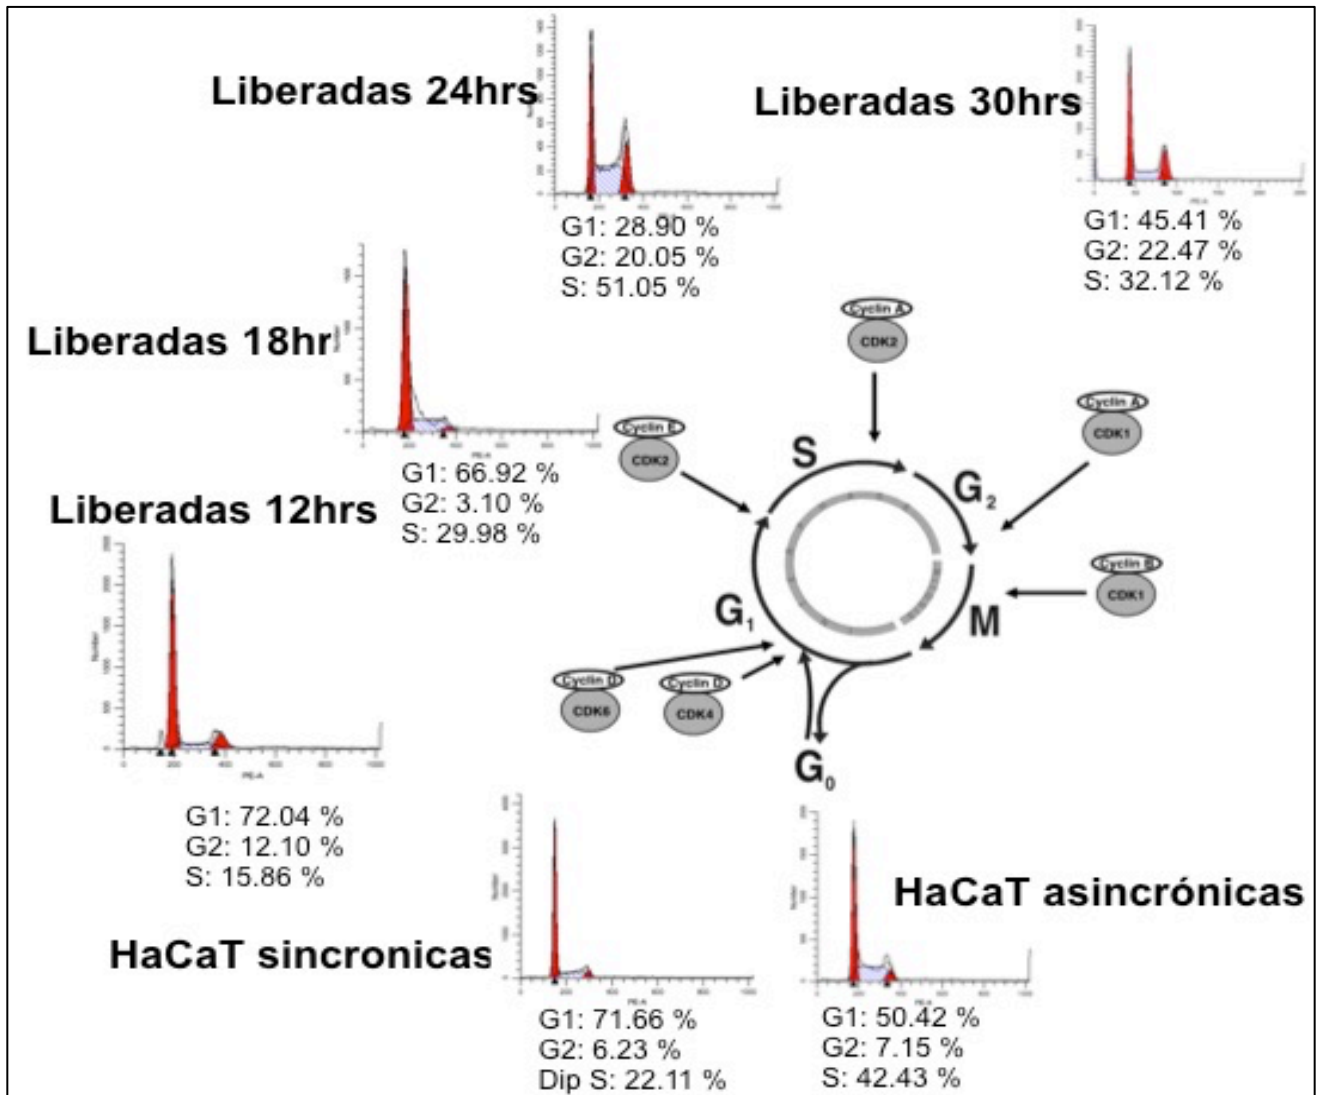 Liberadas 24hrs
G1: 28.90 %
G2: 20.05 %
S: 51.05 %
Liberadas 30hrs
G1: 45.41 %
G2: 22.47 %
S: 32.12 %
Liberadas 18hr
G1: 66.92 %
G2: 3.10 %
S: 29.98 %
Liberadas 12hrs
G1: 72.04 %
G2: 12.10 %
S: 15.86 %
Cyclin A
CDK2
Cyclin A
CDK1
Cyclin E
CDK2
Cyclin B
CDK1
Cyclin D
CDK6
Cyclin D
CDK4
S
G2
M
G1
G0
HaCaT sincronicas
G1: 71.66 %
G2: 6.23 %
Dip S: 22.11 %
HaCaT asincrónicas
G1: 50.42 %
G2: 7.15 %
S: 42.43 %